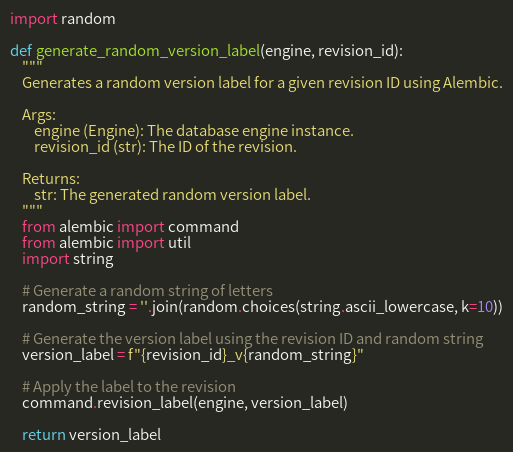 import random
def generate_random_version_label(engine, revision_id):
"""
Generates a random version label for a given revision ID using Alembic.
Args:
engine (Engine): The database engine instance.
revision_id (str): The ID of the revision.
Returns:
str: The generated random version label.
"""
from alembic import command
from alembic import util
import string
# Generate a random string of letters
random_string = ''.join(random.choices(string.ascii_lowercase, k=10))
# Generate the version label using the revision ID and random string
version_label = f"{revision_id}_v{random_string}"
# Apply the label to the revision
command.revision_label(engine, version_label)
return version_label